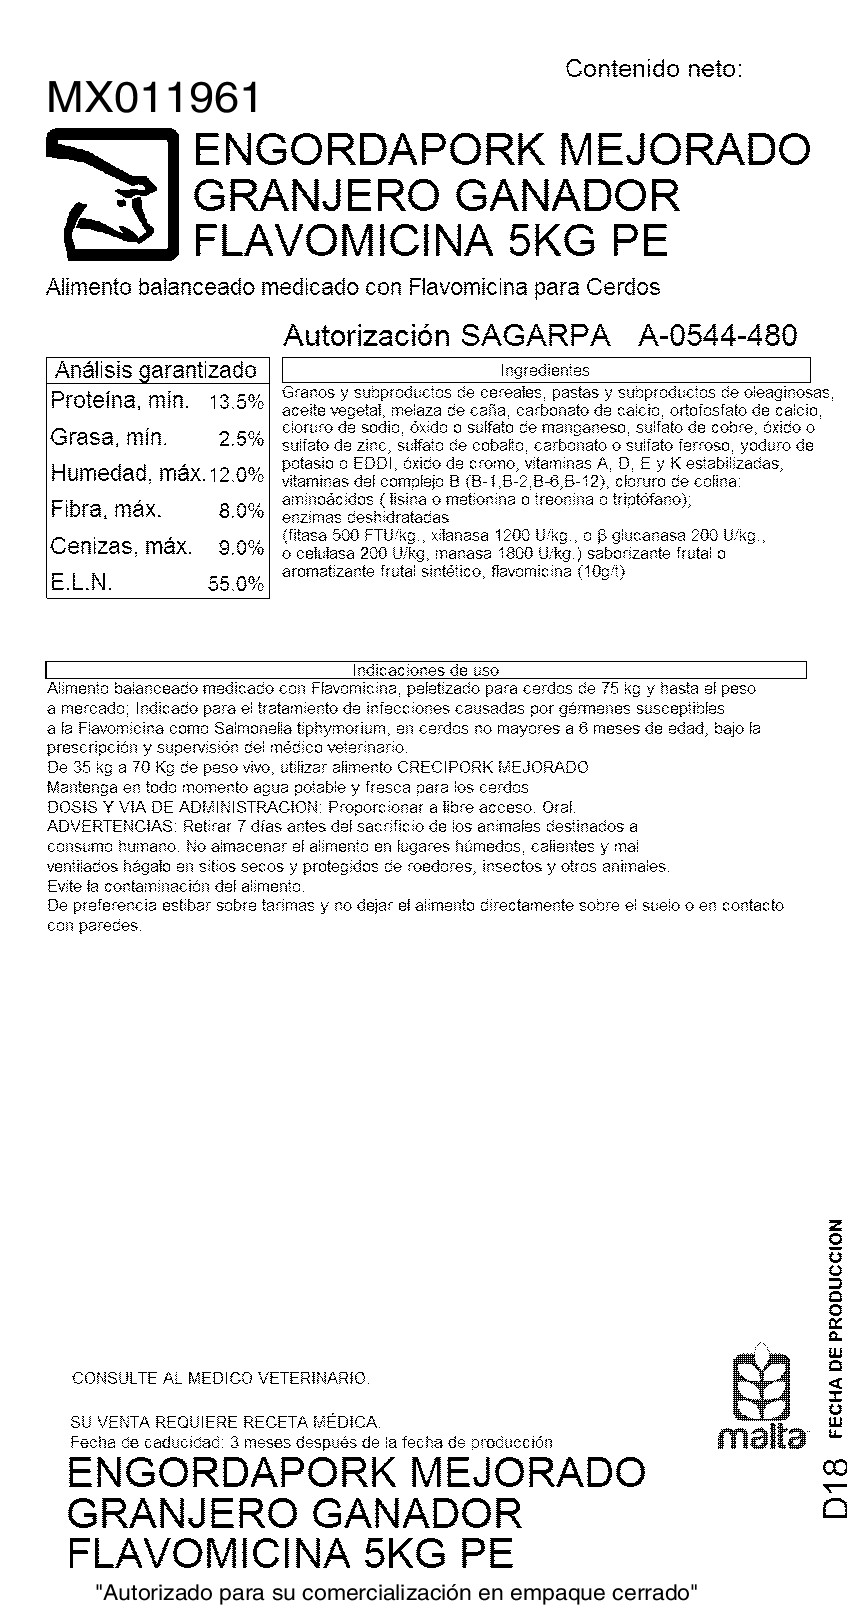 Contenido neto:
MX011961
ENGORDAPORK MEJORADO
GRANJERO GANADOR
FLAVOMICINA 5KG PE
Alimento balanceado medicado con Flavomicina para Cerdos
Autorización SAGARPA A-0544-480
Análisis garantizado
Proteína, mín. 13.5%
Grasa, mín. 2.5%
Humedad, máx. 12.0%
Fibra, máx. 8.0%
Cenizas, máx. 9.0%
E.L.N. 55.0%
Ingredientes
Granos y subproductos de cereales, pastas y subproductos de oleaginosas,
aceite vegetal, melaza de caña, carbonato de calcio, ortofosfato de calcio,
cloruro de sodio, óxido o sulfato de manganeso, sulfato de cobre, óxido o
sulfato de zinc, sulfato de cobalto, carbonato o sulfato ferroso, yoduro de
potasio o EDDI, óxido de cromo, vitaminas A, D, E y K estabilizadas,
vitaminas del complejo B (B-1,B-2,B-6,B-12), cloruro de colina:
aminoácidos ( lisina o metionina o treonina o triptófano);
enzimas deshidratadas
(fitasa 500 FTU/kg., xilanasa 1200 U/kg., o β glucanasa 200 U/kg.,
o celulasa 200 U/kg, manasa 1800 U/kg.) saborizante frutal o
aromatizante frutal sintético, flavomicina (10g/t)
Indicaciones de uso
Alimento balanceado medicado con Flavomicina, peletizado para cerdos de 75 kg y hasta el peso
a mercado; Indicado para el tratamiento de infecciones causadas por gérmenes susceptibles
a la Flavomicina como Salmonella tiphymorium, en cerdos no mayores a 6 meses de edad, bajo la
prescripción y supervisión del médico veterinario.
De 35 kg a 70 Kg de peso vivo, utilizar alimento CRECIPORK MEJORADO
Mantenga en todo momento agua potable y fresca para los cerdos
DOSIS Y VIA DE ADMINISTRACION: Proporcionar a libre acceso. Oral.
ADVERTENCIAS: Retirar 7 días antes del sacrificio de los animales destinados a
consumo humano. No almacenar el alimento en lugares húmedos, calientes y mal
ventilados hágalo en sitios secos y protegidos de roedores, insectos y otros animales.
Evite la contaminación del alimento.
De preferencia estibar sobre tarimas y no dejar el alimento directamente sobre el suelo o en contacto
con paredes.
FECHA DE PRODUCCION
D18
malta
CONSULTE AL MEDICO VETERINARIO.
SU VENTA REQUIERE RECETA MÉDICA.
Fecha de caducidad: 3 meses después de la fecha de producción
ENGORDAPORK MEJORADO
GRANJERO GANADOR
FLAVOMICINA 5KG PE
"Autorizado para su comercialización en empaque cerrado"